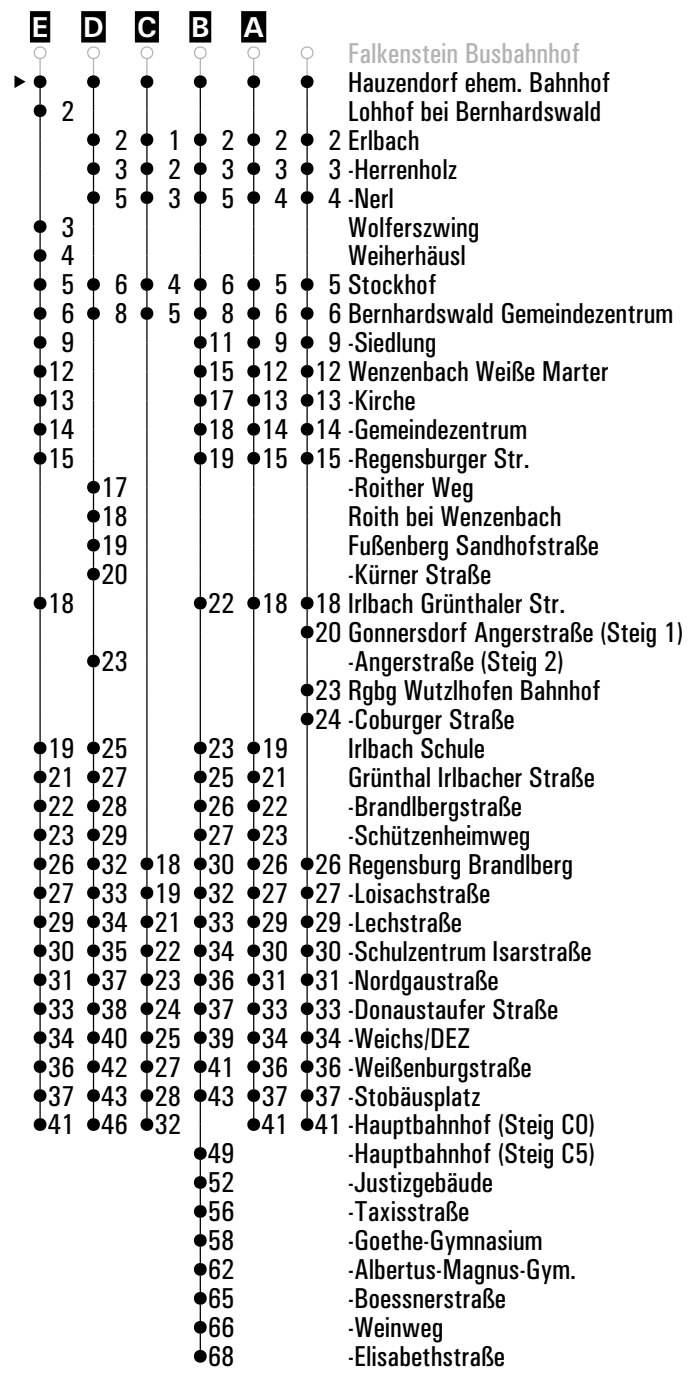 E D C B A
Falkenstein Busbahnhof
Hauzendorf ehem. Bahnhof
2 Lohhof bei Bernhardswald
2 1 2 2 2 Erlbach
3 2 3 3 3 -Herrenholz
5 3 5 4 4 -Nerl
3 Wolferszwing
4 Weiherhäusl
5 6 4 6 5 5 Stockhof
6 8 5 8 6 6 Bernhardswald Gemeindezentrum
9 11 9 9 -Siedlung
12 15 12 12 Wenzenbach Weiße Marter
13 17 13 13 -Kirche
14 18 14 14 -Gemeindezentrum
15 19 15 15 -Regensburger Str.
17 -Roither Weg
18 Roith bei Wenzenbach
19 Fußenberg Sandhofstraße
20 -Kürner Straße
18 22 18 18 Irlbach Grünthaler Str.
20 Gonnersdorf Angerstraße (Steig 1)
23 -Angerstraße (Steig 2)
23 Rgbg Wutzlhofen Bahnhof
24 -Coburger Straße
19 25 23 19 Irlbach Schule
21 27 25 21 Grünthal Irlbacher Straße
22 28 26 22 -Brandlbergstraße
23 29 27 23 -Schützenheimweg
26 32 18 30 26 26 Regensburg Brandlberg
27 33 19 32 27 27 -Loisachstraße
29 34 21 33 29 29 -Lechstraße
30 35 22 34 30 30 -Schulzentrum Isarstraße
31 37 23 36 31 31 -Nordgaustraße
33 38 24 37 33 33 -Donaustaufer Straße
34 40 25 39 34 34 -Weichs/DEZ
36 42 27 41 36 36 -Weißenburgstraße
37 43 28 43 37 37 -Stobäusplatz
41 46 32 41 41 -Hauptbahnhof (Steig C0)
49 -Hauptbahnhof (Steig C5)
52 -Justizgebäude
56 -Taxisstraße
58 -Goethe-Gymnasium
62 -Albertus-Magnus-Gym.
65 -Boessnerstraße
66 -Weinweg
68 -Elisabethstraße